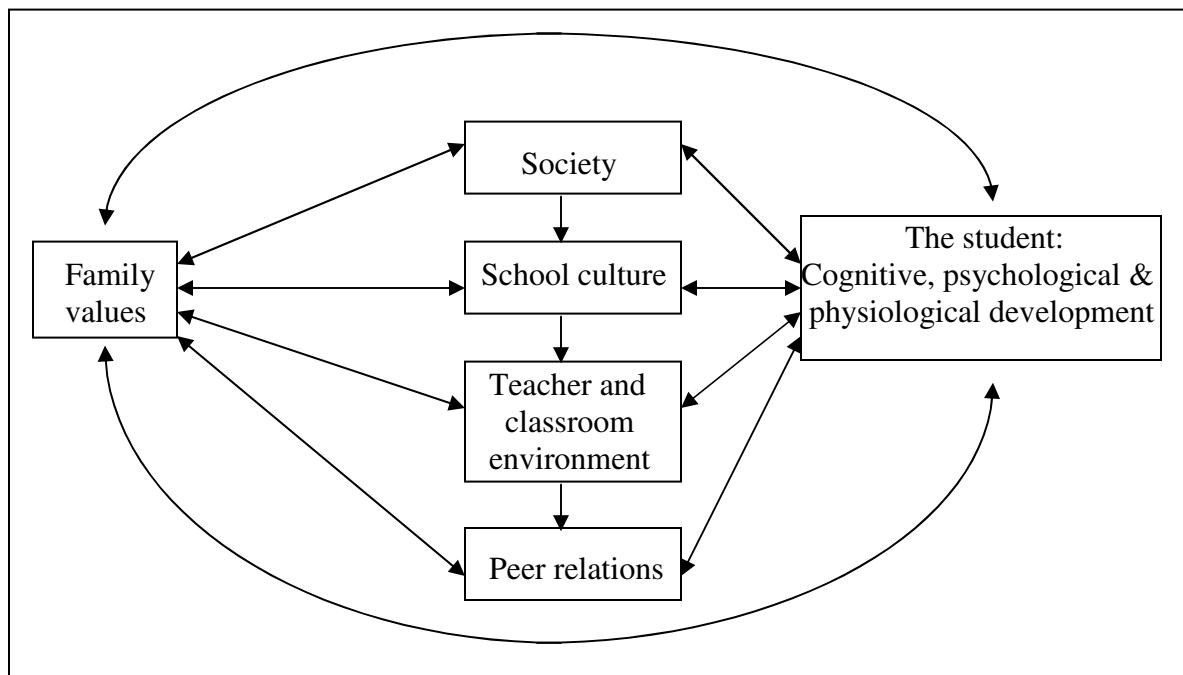 Society
Family
values
School culture
The student:
Cognitive, psychological &
physiological development
Teacher and
classroom
environment
Peer relations